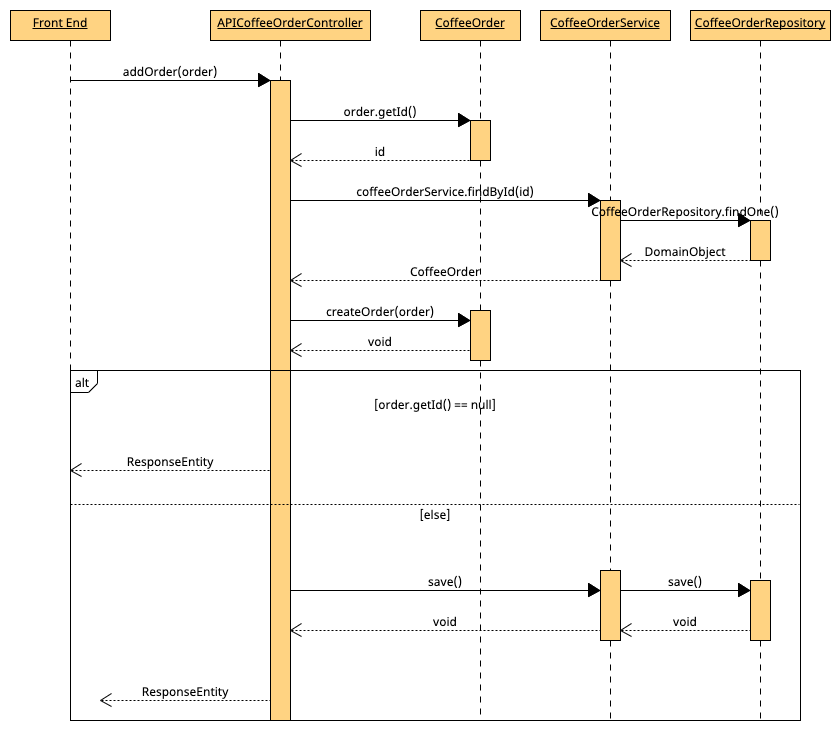 Front End
APICoffeeOrderController
CoffeeOrder
CoffeeOrderService
CoffeeOrderRepository
addOrder(order)
order.getId()
id
coffeeOrderService.findById(id)
CoffeeOrderRepository.findOne()
DomainObject
CoffeeOrder
createOrder(order)
void
alt
[order.getId() == null]
ResponseEntity
[else]
save()
save()
void
void
ResponseEntity